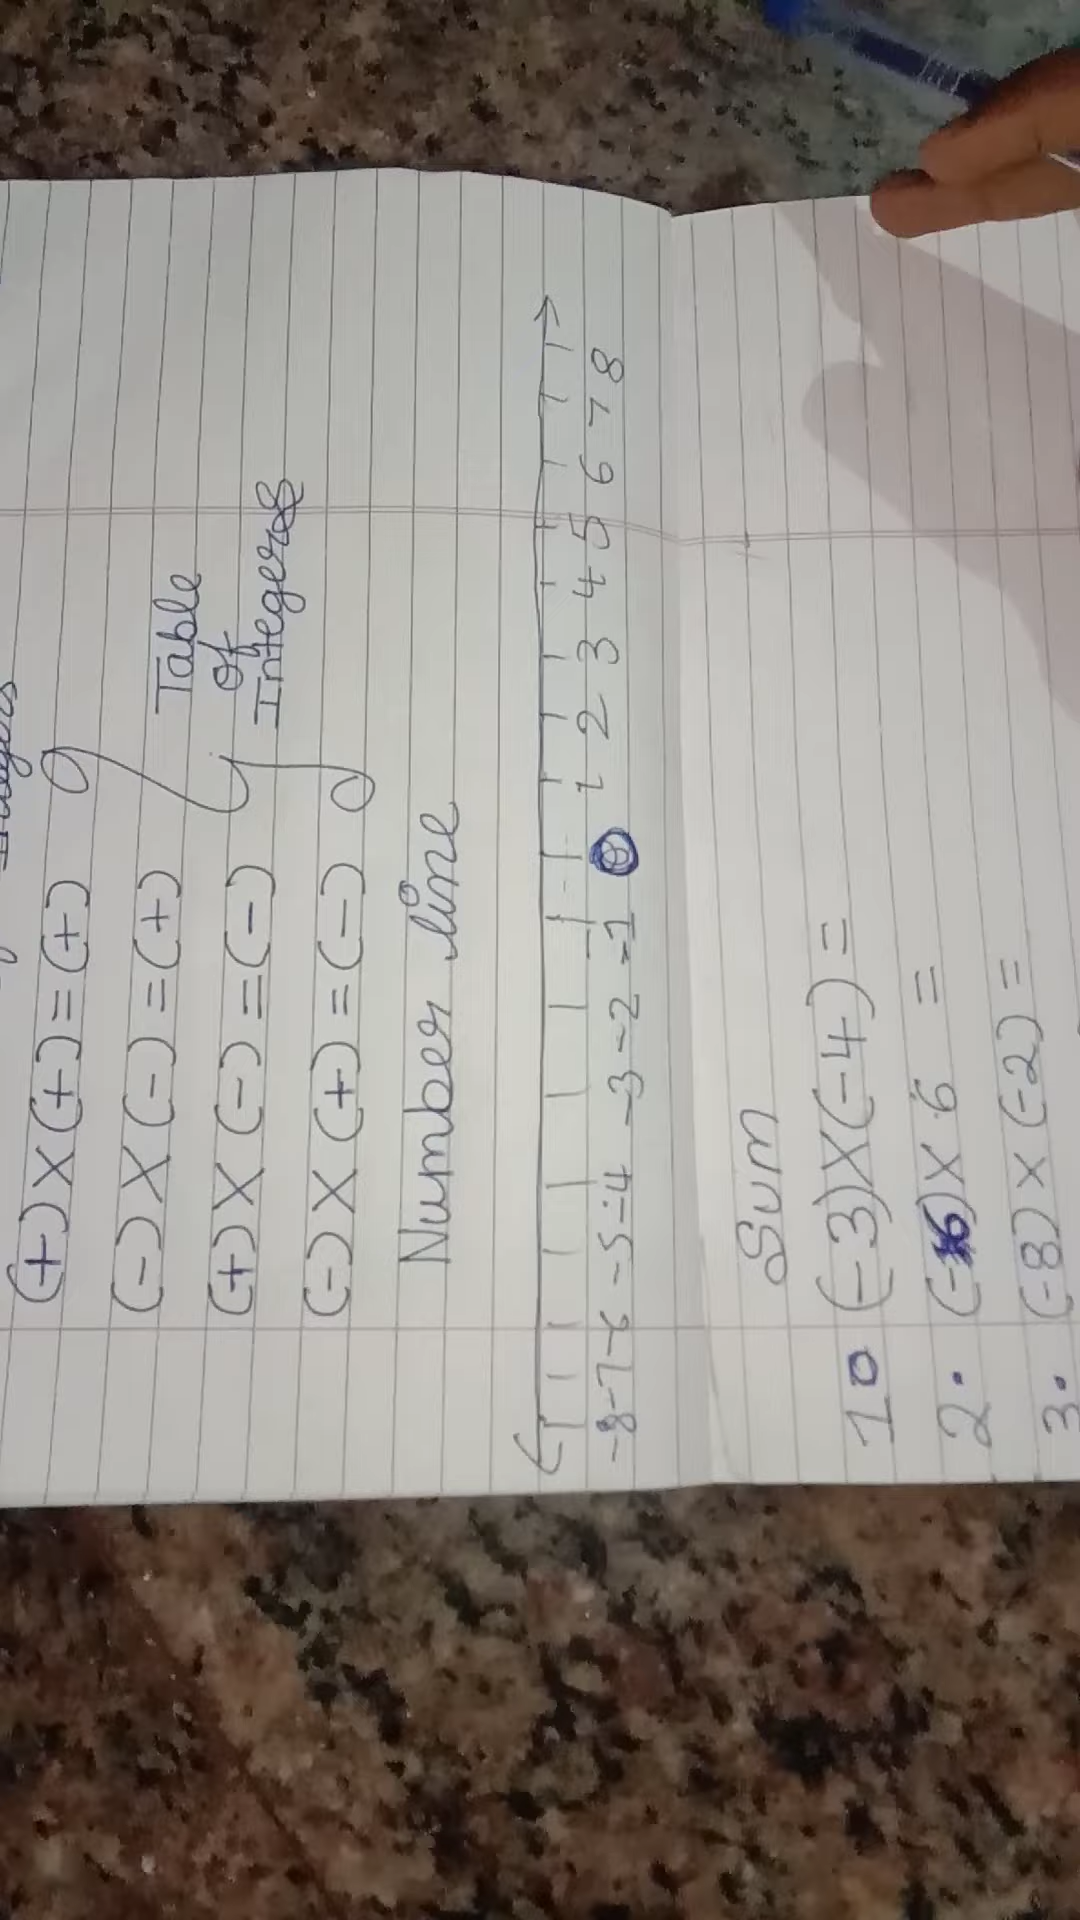 Integers
(+)×(+)=(+)
(-)×(-)=(+)
(+)×(-)=(-)
(-)×(+)=(-)
Table
of
Integers
Number line
-8 -7 -6 -5 -4 -3 -2 -1 0 1 2 3 4 5 6 7 8
Sum
1. (-3)×(-4)=
2. (-6)×6 =
3. (-8)×(-2)=